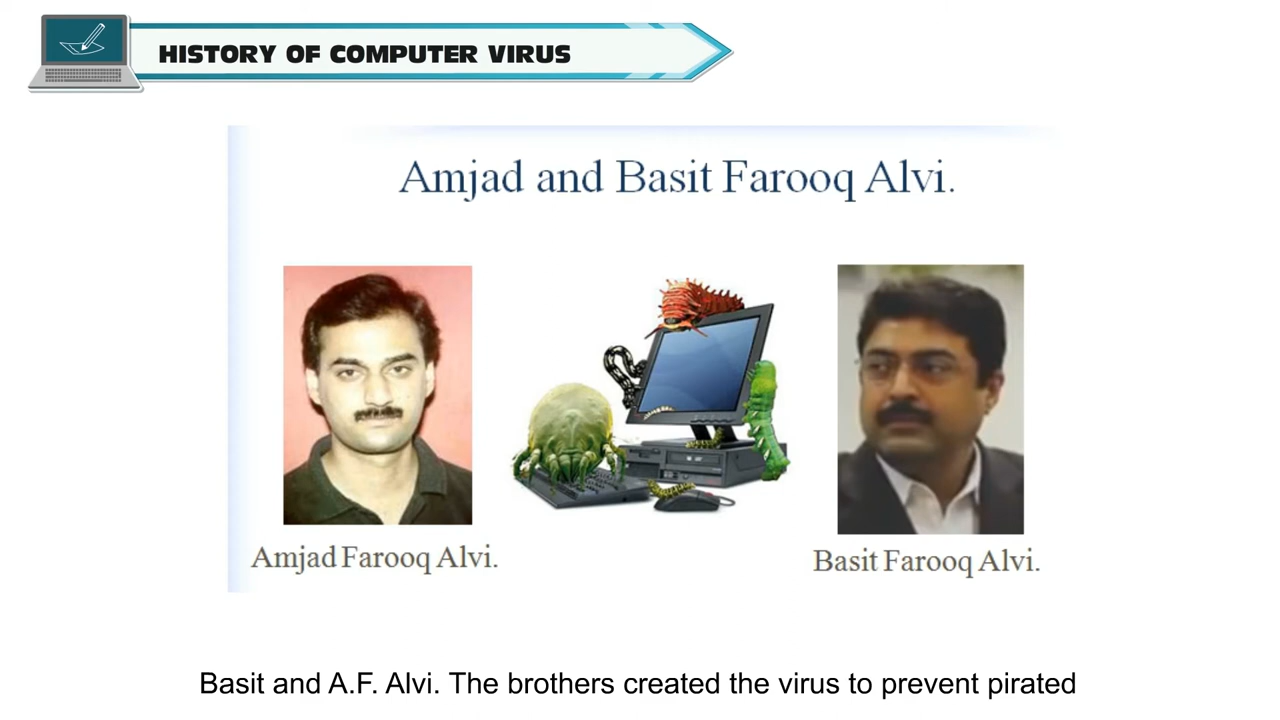 HISTORY OF COMPUTER VIRUS
Amjad and Basit Farooq Alvi.
Amjad Farooq Alvi.
Basit Farooq Alvi.
Basit and A.F. Alvi. The brothers created the virus to prevent pirated